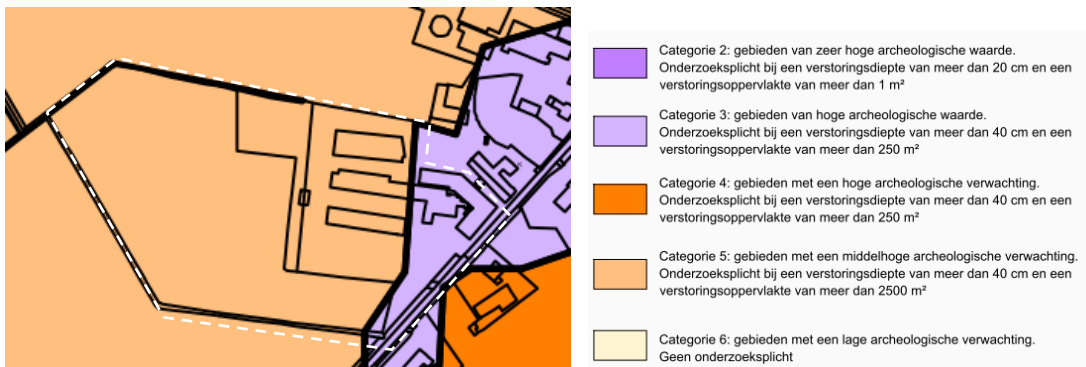 Categorie 2: gebieden van zeer hoge archeologische waarde.
Onderzoeksplicht bij een verstoringsdiepte van meer dan 20 cm en een
verstoringsoppervlakte van meer dan 1 m²
Categorie 3: gebieden van hoge archeologische waarde.
Onderzoeksplicht bij een verstoringsdiepte van meer dan 40 cm en een
verstoringsoppervlakte van meer dan 250 m²
Categorie 4: gebieden met een hoge archeologische verwachting.
Onderzoeksplicht bij een verstoringsdiepte van meer dan 40 cm en een
verstoringsoppervlakte van meer dan 250 m²
Categorie 5: gebieden met een middelhoge archeologische verwachting.
Onderzoeksplicht bij een verstoringsdiepte van meer dan 40 cm en een
verstoringsoppervlakte van meer dan 2500 m²
Categorie 6: gebieden met een lage archeologische verwachting.
Geen onderzoeksplicht